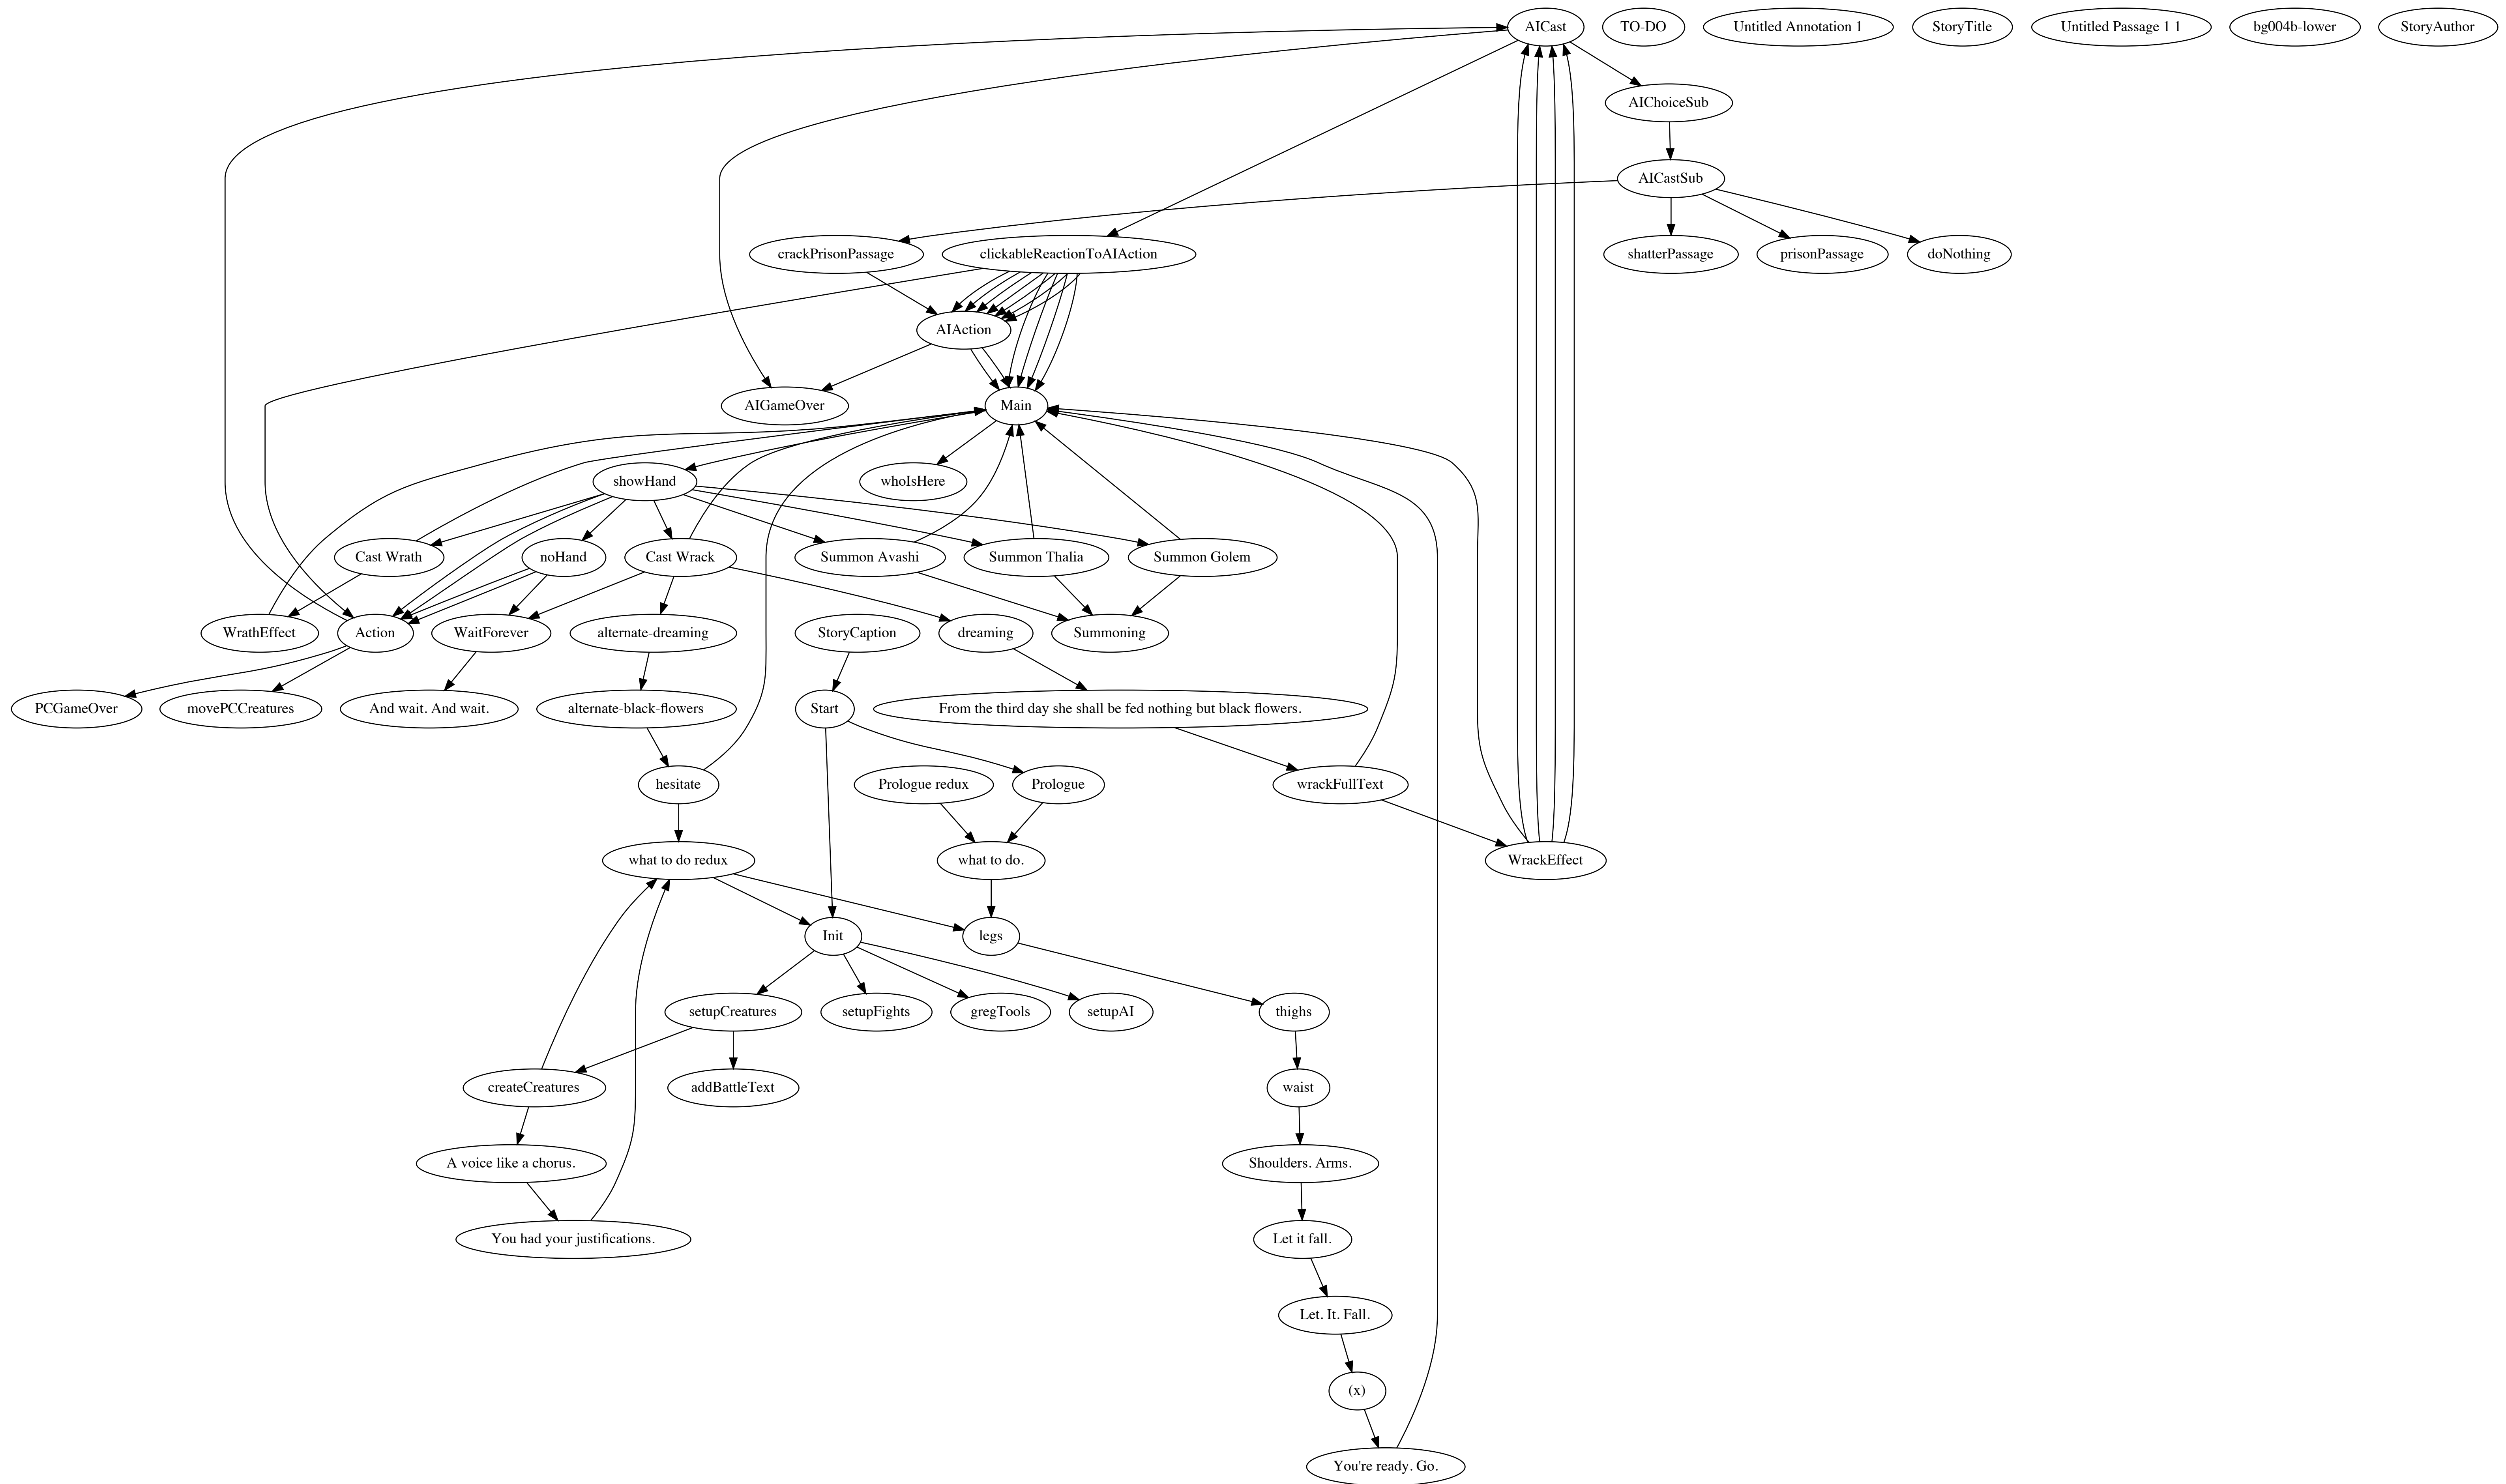 AICast
TO-DO
Untitled Annotation 1
StoryTitle
Untitled Passage 1 1
bg004b-lower
StoryAuthor
AIChoiceSub
AICastSub
crackPrisonPassage
clickableReactionToAIAction
shatterPassage
prisonPassage
doNothing
AIAction
AIGameOver
Main
showHand
whoIsHere
Cast Wrath
noHand
Cast Wrack
Summon Avashi
Summon Thalia
Summon Golem
WrathEffect
Action
WaitForever
alternate-dreaming
StoryCaption
dreaming
Summoning
PCGameOver
movePCCreatures
And wait. And wait.
alternate-black-flowers
Start
From the third day she shall be fed nothing but black flowers.
hesitate
Prologue redux
Prologue
wrackFullText
what to do redux
what to do.
WrackEffect
Init
legs
setupCreatures
setupFights
gregTools
setupAI
thighs
createCreatures
addBattleText
waist
A voice like a chorus.
Shoulders. Arms.
You had your justifications.
Let it fall.
Let. It. Fall.
(x)
You're ready. Go.